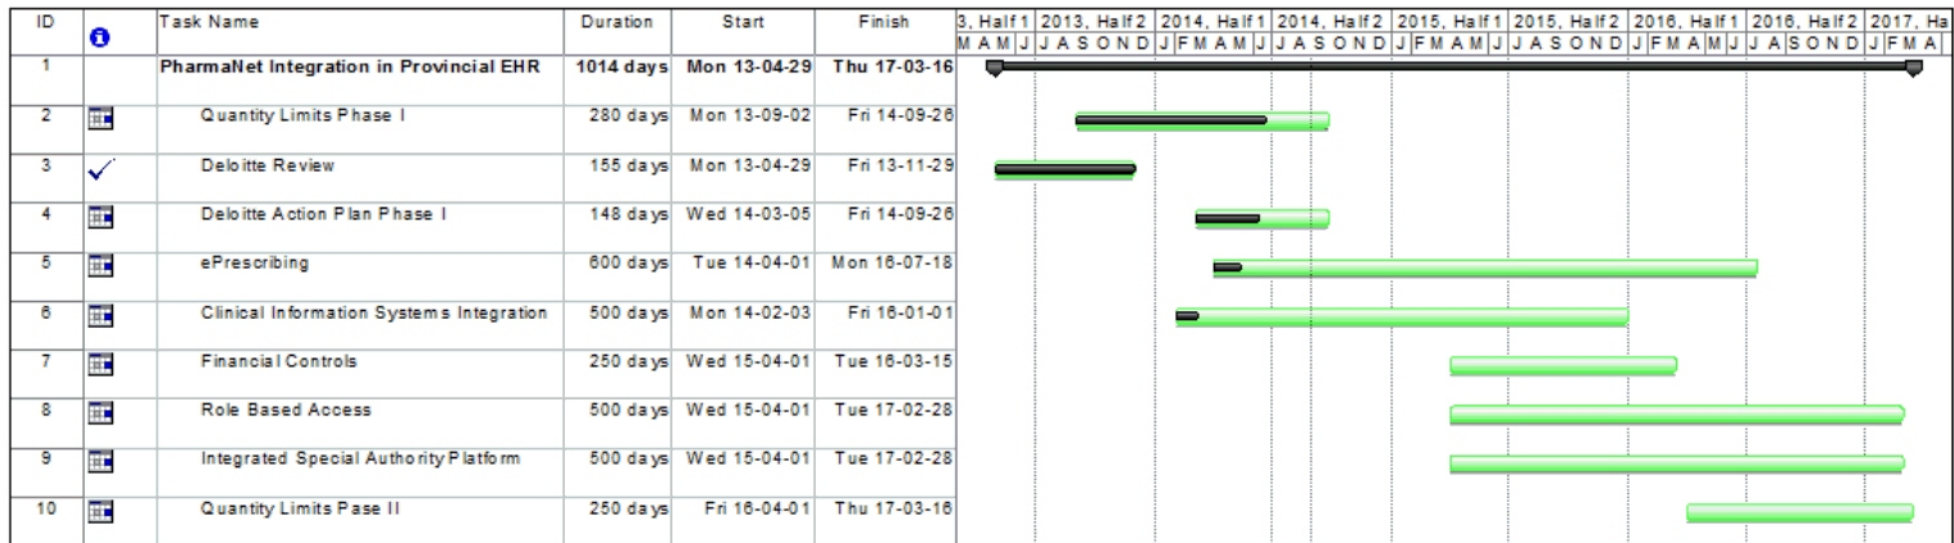 ID Task Name Duration Start Finish 3, Half 1 2013, Half 2 2014, Half 1 2014, Half 2 2015, Half 1 2015, Half 2 2016, Half 1 2016, Half 2 2017, Ha
M A M J J A S O N D J F M A M J J A S O N D J F M A M J J A S O N D J F M A M J J A S O N D J F M A
1 PharmaNet Integration in Provincial EHR 1014 days Mon 13-04-29 Thu 17-03-16
2 Quantity Limits Phase I 280 days Mon 13-09-02 Fri 14-09-26
3 Deloitte Review 155 days Mon 13-04-29 Fri 13-11-29
4 Deloitte Action Plan Phase I 148 days Wed 14-03-05 Fri 14-09-26
5 ePrescribing 600 days Tue 14-04-01 Mon 16-07-18
6 Clinical Information Systems Integration 500 days Mon 14-02-03 Fri 16-01-01
7 Financial Controls 250 days Wed 15-04-01 Tue 16-03-15
8 Role Based Access 500 days Wed 15-04-01 Tue 17-02-28
9 Integrated Special Authority Platform 500 days Wed 15-04-01 Tue 17-02-28
10 Quantity Limits Pase II 250 days Fri 16-04-01 Thu 17-03-16